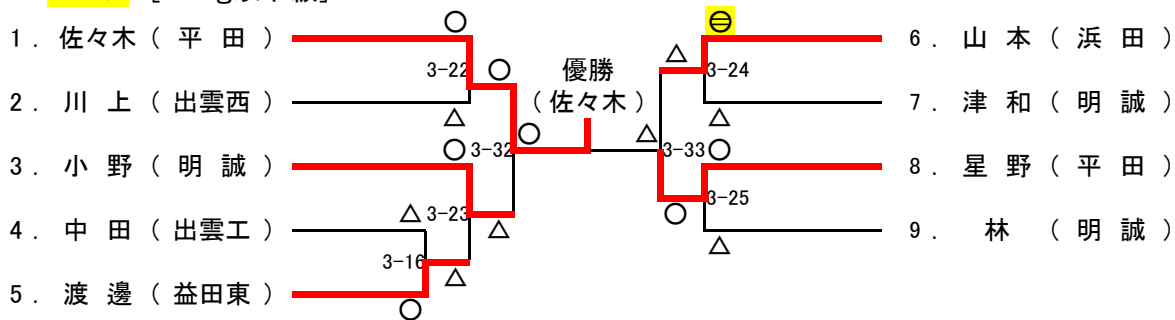 1．佐々木（平田）
2．川上（出雲西）
3．小野（明誠）
4．中田（出雲工）
5．渡邊（益田東）
○
3-22
○
△
○
3-32
○
△
3-23
△
3-16
△
○
優勝
（佐々木）
△
3-24
△
△
3-33
○
3-25
○
△
6．山本（浜田）
7．津和（明誠）
8．星野（平田）
9．林（明誠）